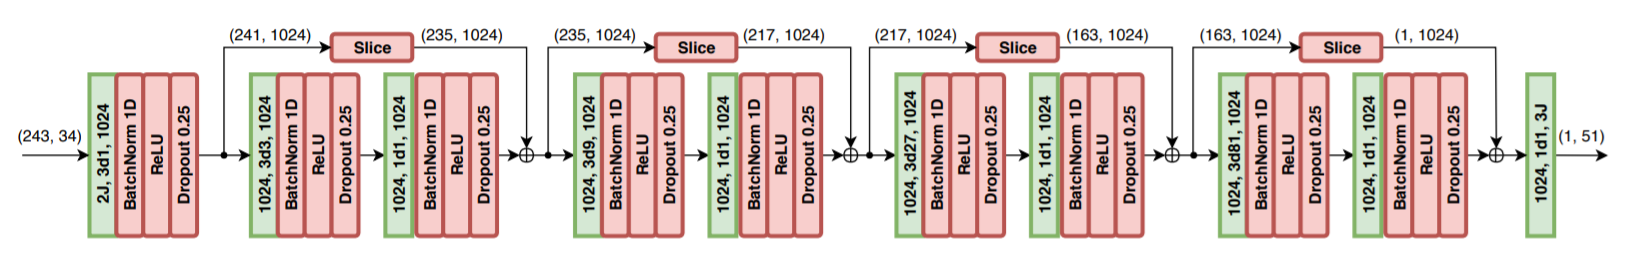 (243, 34)
2J, 3d1, 1024
BatchNorm 1D
ReLU
Dropout 0.25
(241, 1024)
Slice
(235, 1024)
1024, 3d3, 1024
BatchNorm 1D
ReLU
Dropout 0.25
1024, 1d1, 1024
BatchNorm 1D
ReLU
Dropout 0.25
(235, 1024)
Slice
(217, 1024)
1024, 3d9, 1024
BatchNorm 1D
ReLU
Dropout 0.25
1024, 1d1, 1024
BatchNorm 1D
ReLU
Dropout 0.25
(217, 1024)
Slice
(163, 1024)
1024, 3d27, 1024
BatchNorm 1D
ReLU
Dropout 0.25
1024, 1d1, 1024
BatchNorm 1D
ReLU
Dropout 0.25
(163, 1024)
Slice
(1, 1024)
1024, 3d81, 1024
BatchNorm 1D
ReLU
Dropout 0.25
1024, 1d1, 1024
BatchNorm 1D
ReLU
Dropout 0.25
1024, 1d1, 3J
(1, 51)